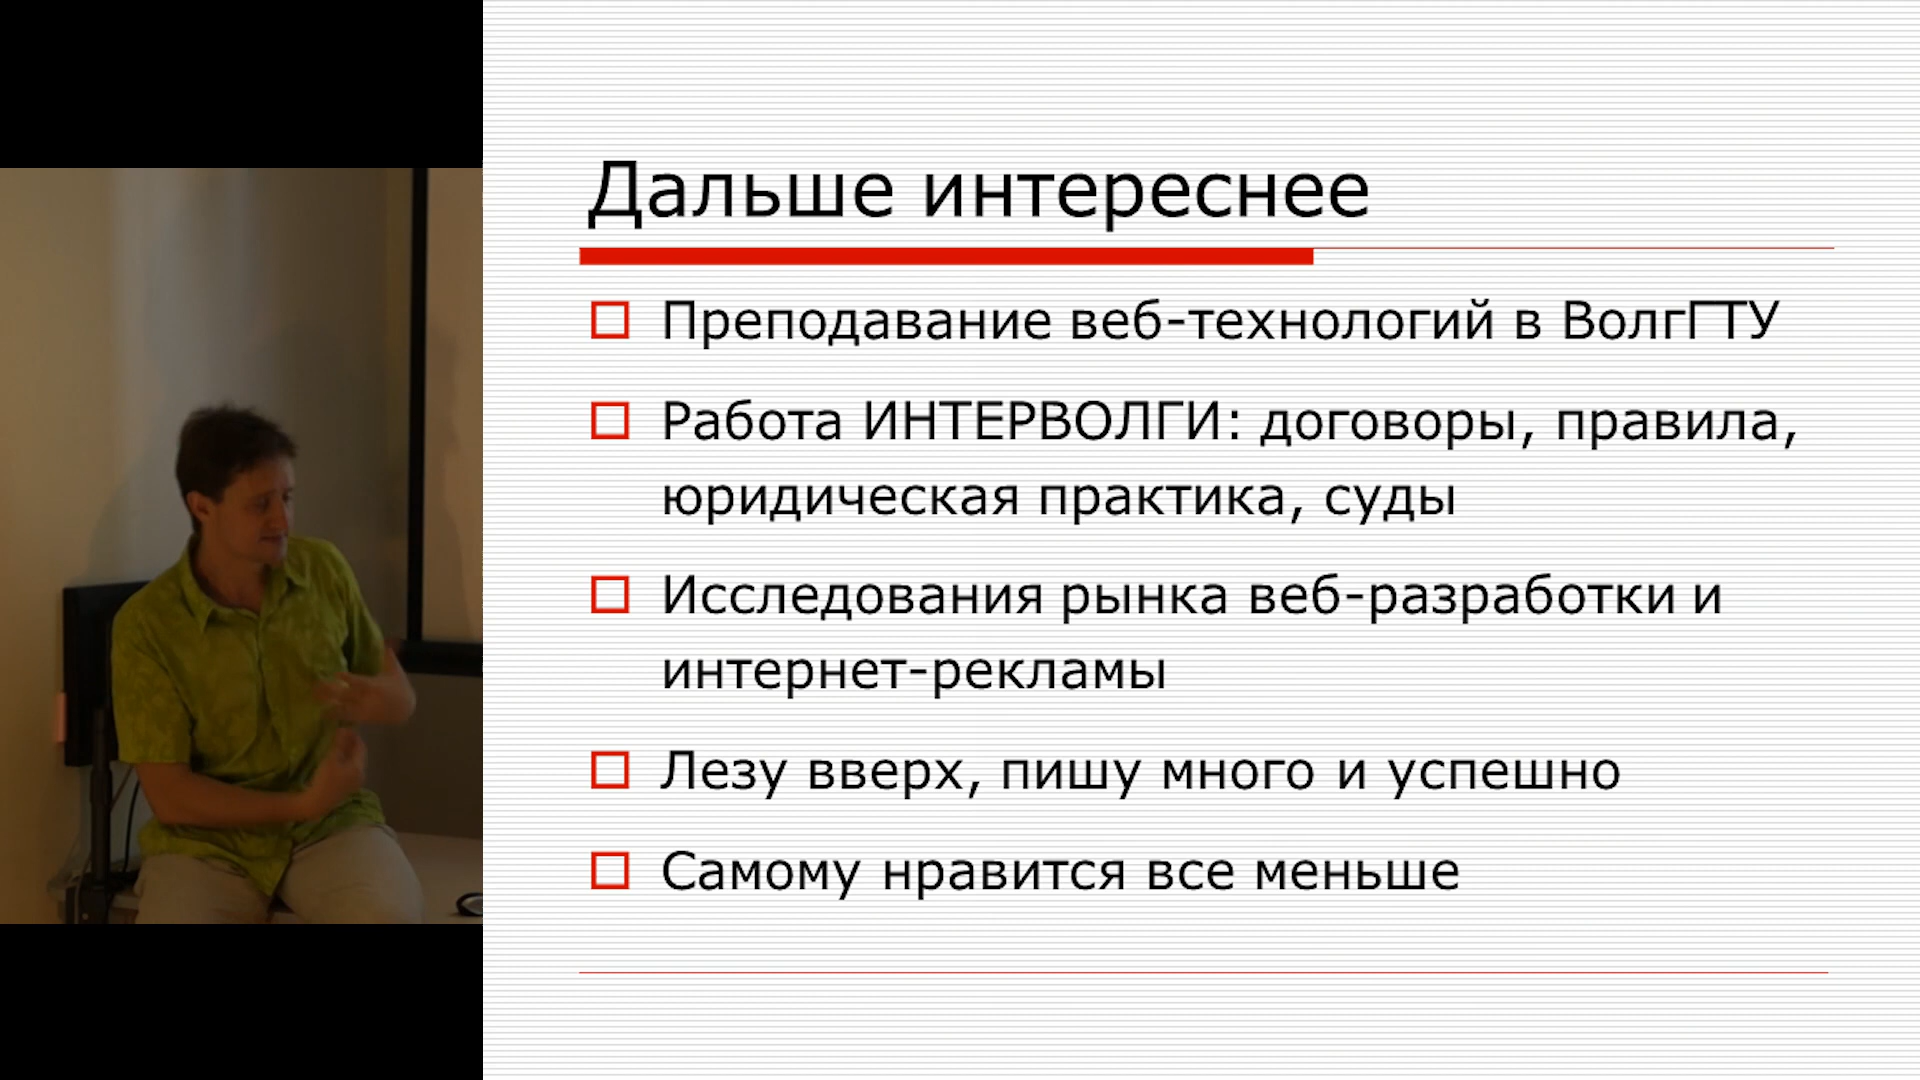 Дальше интереснее
Преподавание веб-технологий в ВолгГТУ
Работа ИНТЕРВОЛГИ: договоры, правила,
юридическая практика, суды
Исследования рынка веб-разработки и
интернет-рекламы
Лезу вверх, пишу много и успешно
Самому нравится все меньше